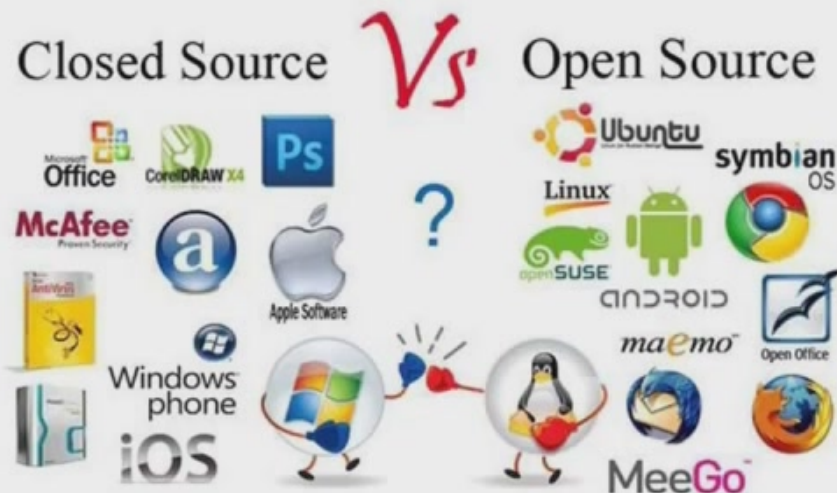 Closed Source Vs Open Source
Microsoft
Office
CorelDRAW X4
Ps
McAfee
Proven Security
a
Apple Software
AntiVirus
Windows
phone
iOS
?
Ubuntu
symbian
OS
Linux
openSUSE
ANDROID
Open Office
maemo
MeeGo